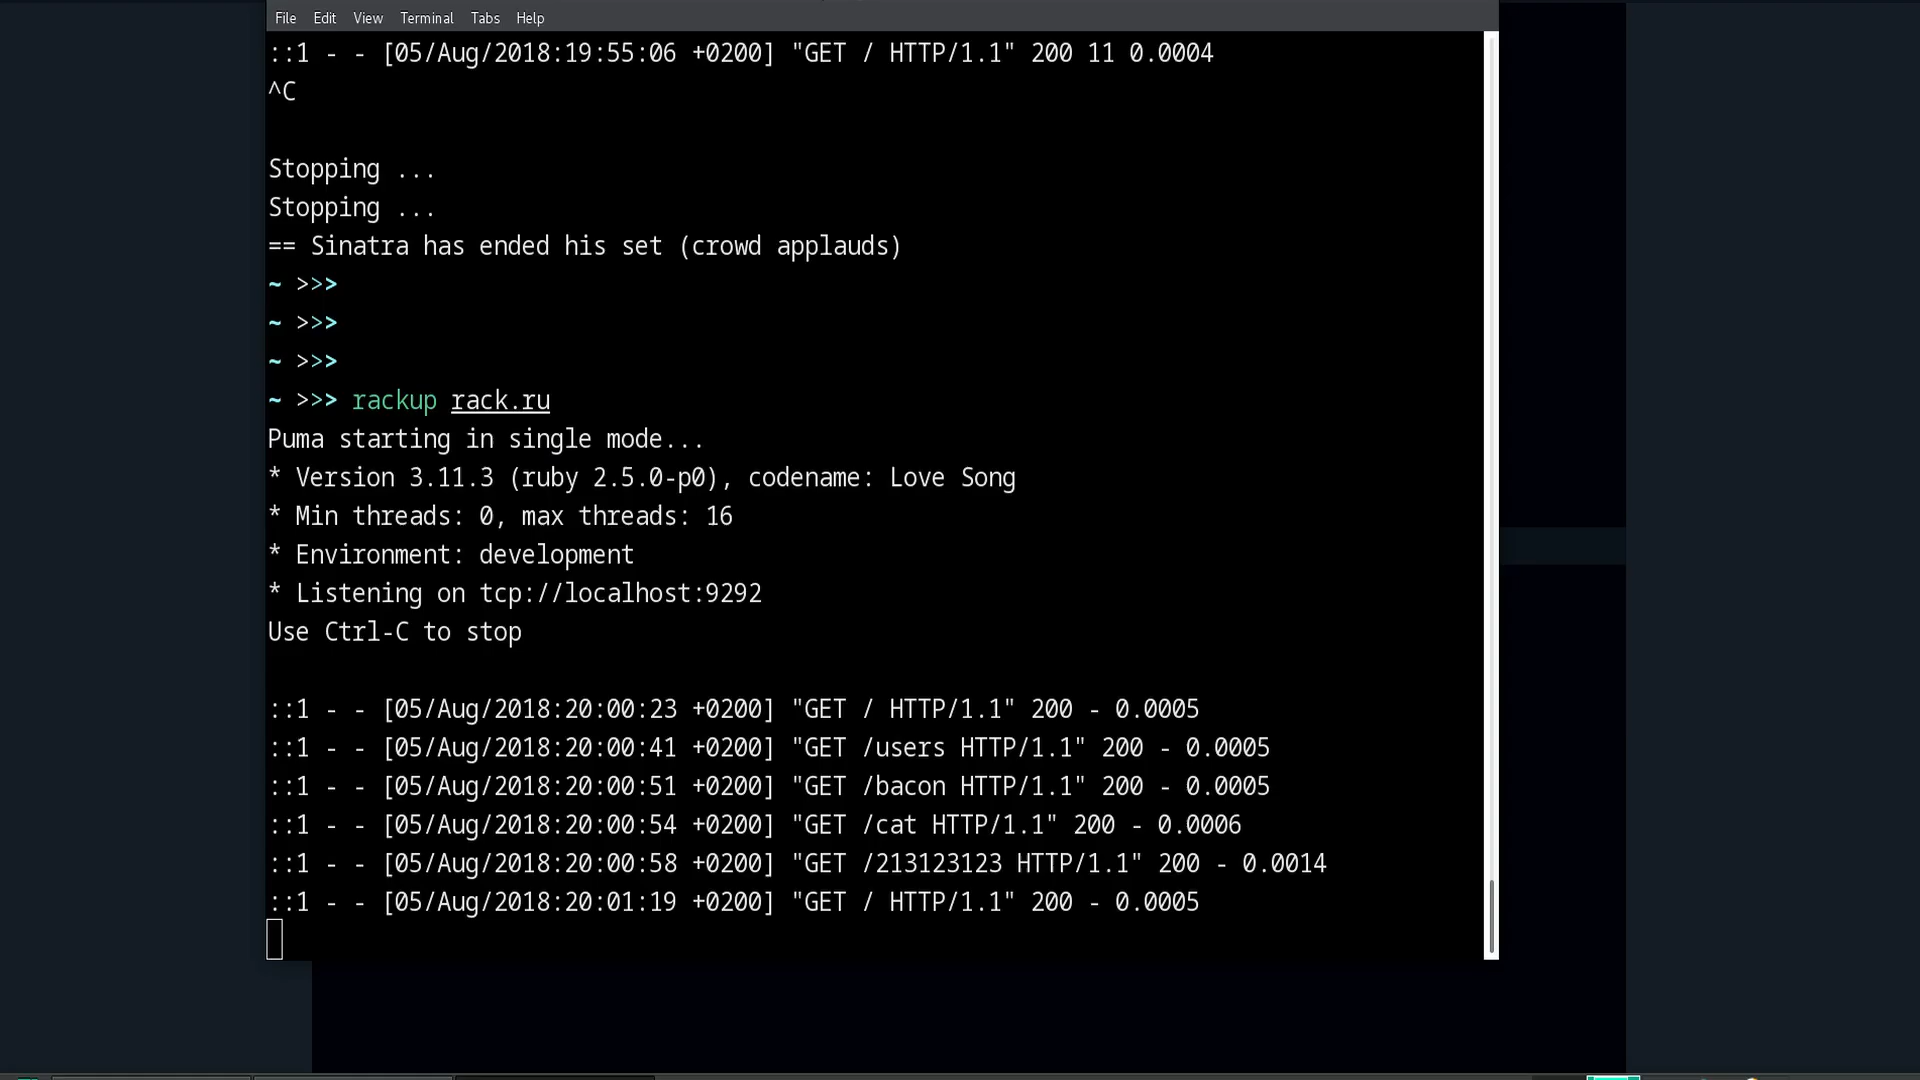 File Edit View Terminal Tabs Help
::1 - - [05/Aug/2018:19:55:06 +0200] "GET / HTTP/1.1" 200 11 0.0004
^C
Stopping ...
Stopping ...
== Sinatra has ended his set (crowd applauds)
~ >>>
~ >>>
~ >>>
~ >>> rackup rack.ru
Puma starting in single mode...
* Version 3.11.3 (ruby 2.5.0-p0), codename: Love Song
* Min threads: 0, max threads: 16
* Environment: development
* Listening on tcp://localhost:9292
Use Ctrl-C to stop
::1 - - [05/Aug/2018:20:00:23 +0200] "GET / HTTP/1.1" 200 - 0.0005
::1 - - [05/Aug/2018:20:00:41 +0200] "GET /users HTTP/1.1" 200 - 0.0005
::1 - - [05/Aug/2018:20:00:51 +0200] "GET /bacon HTTP/1.1" 200 - 0.0005
::1 - - [05/Aug/2018:20:00:54 +0200] "GET /cat HTTP/1.1" 200 - 0.0006
::1 - - [05/Aug/2018:20:00:58 +0200] "GET /213123123 HTTP/1.1" 200 - 0.0014
::1 - - [05/Aug/2018:20:01:19 +0200] "GET / HTTP/1.1" 200 - 0.0005